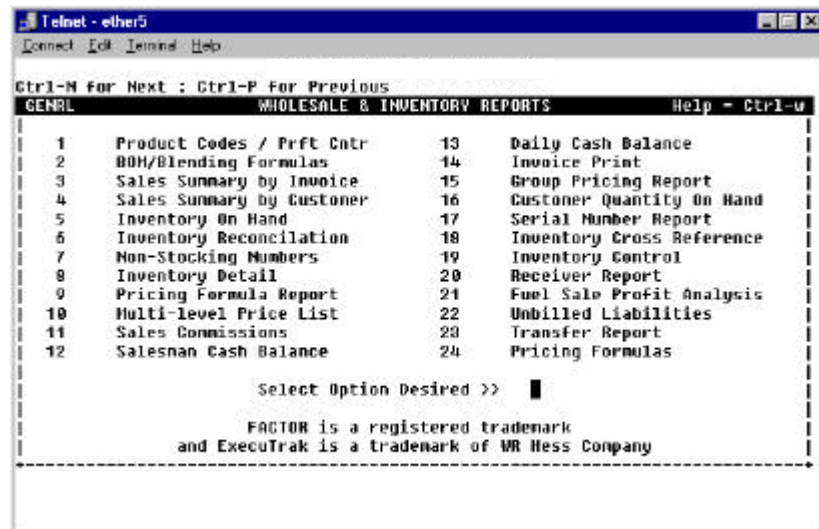 Telnet - ether5
Connect Edit Terminal Help
Ctrl-N for Next : Ctrl-P for Previous
GENRL WHOLESALE & INVENTORY REPORTS Help - Ctrl-w
1 Product Codes / Prft Cntr 13 Daily Cash Balance
2 BOM/Blending Formulas 14 Invoice Print
3 Sales Summary by Invoice 15 Group Pricing Report
4 Sales Summary by Customer 16 Customer Quantity On Hand
5 Inventory On Hand 17 Serial Number Report
6 Inventory Reconcilation 18 Inventory Cross Reference
7 Non-Stocking Numbers 19 Inventory Control
8 Inventory Detail 20 Receiver Report
9 Pricing Formula Report 21 Fuel Sale Profit Analysis
10 Multi-level Price List 22 Unbilled Liabilities
11 Sales Commissions 23 Transfer Report
12 Salesman Cash Balance 24 Pricing Formulas
Select Option Desired >>
FACTOR is a registered trademark
and ExecuTrak is a trademark of WR Hess Company